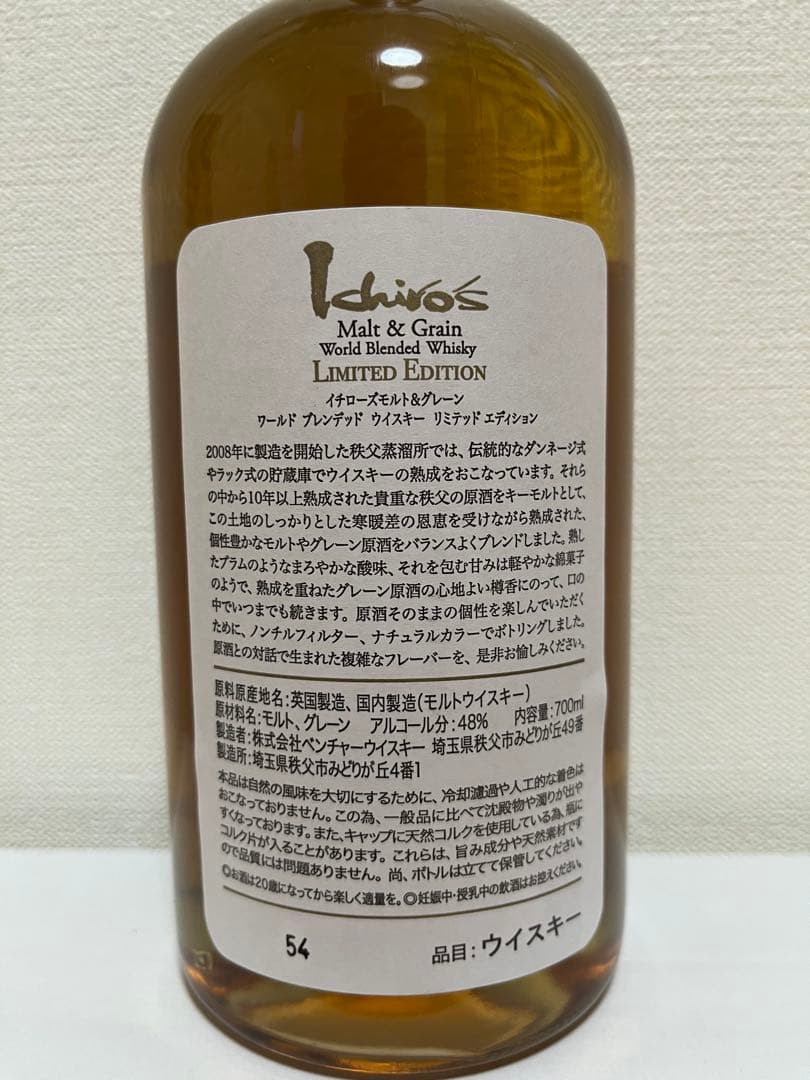 Ichiro's
Malt & Grain
World Blended Whisky
LIMITED EDITION
イチローズモルト&グレーン
ワールド ブレンデッド ウイスキー リミテッド エディション
2008年に製造を開始した秩父蒸溜所では、伝統的なダンネージ式
やラック式の貯蔵庫でウイスキーの熟成をおこなっています。それら
の中から10年以上熟成された貴重な秩父の原酒をキーモルトとして、
この土地のしっかりとした寒暖差の恩恵を受けながら熟成された、
個性豊かなモルトやグレーン原酒をバランスよくブレンドしました。熟し
たプラムのようなまろやかな酸味、それを包む甘みは軽やかな綿菓子
のようで、熟成を重ねたグレーン原酒の心地よい樽香にのって、口の
中でいつまでも続きます。原酒そのままの個性を楽しんでいただく
ために、ノンチルフィルター、ナチュラルカラーでボトリングしました。
原酒との対話で生まれた複雑なフレーバーを、是非お愉しみください。
原料原産地名:英国製造、国内製造(モルトウイスキー)
原材料名:モルト、グレーン アルコール分:48% 内容量:700ml
製造者:株式会社ベンチャーウイスキー 埼玉県秩父市みどりが丘49番
製造所:埼玉県秩父市みどりが丘4番1
本品は自然の風味を大切にするために、冷却濾過や人工的な着色は
おこなっておりません。この為、一般品に比べて沈殿物や濁りが出や
すくなっております。また、キャップに天然コルクを使用している為、瓶に
コルク片が入ることがあります。これらは、旨み成分や天然素材です
ので品質には問題ありません。尚、ボトルは立てて保管してください。
◎お酒は20歳になってから楽しく適量を。◎妊娠中・授乳中の飲酒はお控えください。
54
品目:ウイスキー